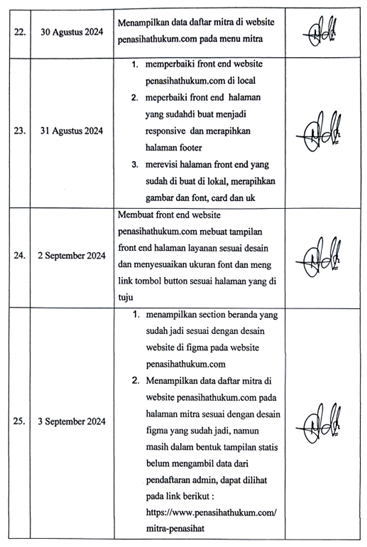 22. 30 Agustus 2024 Menampilkan data daftar mitra di website
penasihathukum.com pada menu mitra
23. 31 Agustus 2024
1. memperbaiki front end website
penasihathukum.com di local
2. meperbaiki front end halaman
yang sudahdi buat menjadi
responsive dan merapihkan
halaman footer
3. merevisi halaman front end yang
sudah di buat di lokal, merapihkan
gambar dan font, card dan uk
24. 2 September 2024
Membuat front end website
penasihathukum.com mebuat tampilan
front end halaman layanan sesuai desain
dan menyesuaikan ukuran font dan meng
link tombol button sesuai halaman yang di
tuju
25. 3 September 2024
1. menampilkan section beranda yang
sudah jadi sesuai dengan desain
website di figma pada website
penasihathukum.com
2. Menampilkan data daftar mitra di
website penasihathukum.com pada
halaman mitra sesuai dengan desain
figma yang sudah jadi, namun
masih dalam bentuk tampilan statis
belum mengambil data dari
pendaftaran admin, dapat dilihat
pada link berikut :
https://www.penasihathukum.com/
mitra-penasihat